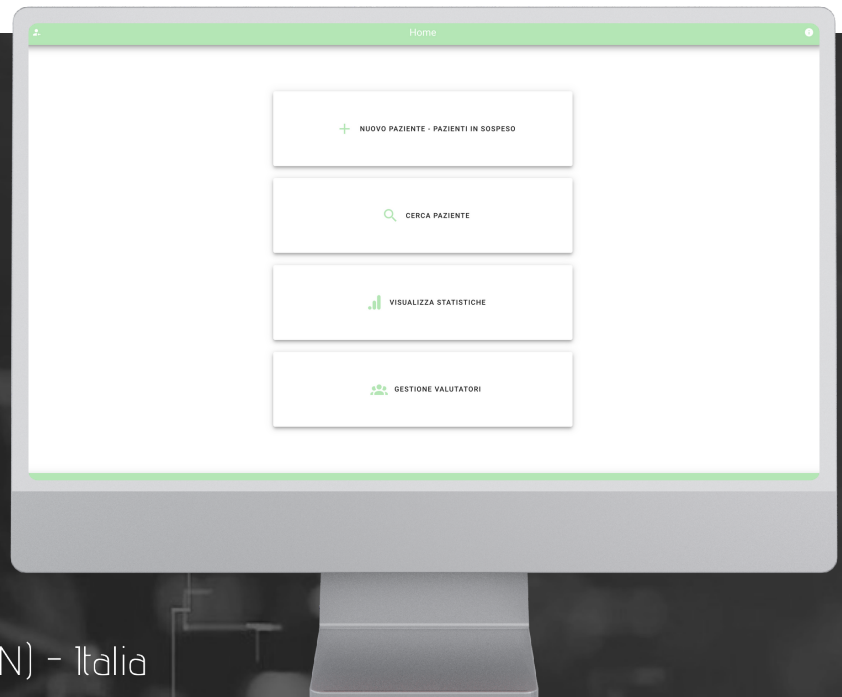 Home
NUOVO PAZIENTE - PAZIENTI IN SOSPESO
CERCA PAZIENTE
VISUALIZZA STATISTICHE
GESTIONE VALUTATORI
N) - Italia